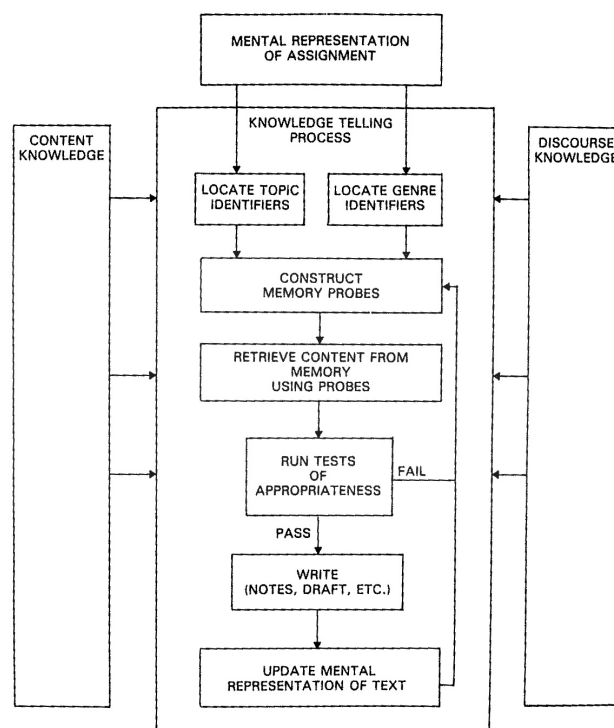 MENTAL REPRESENTATION
OF ASSIGNMENT
KNOWLEDGE TELLING
PROCESS
CONTENT
KNOWLEDGE
DISCOURSE
KNOWLEDGE
LOCATE TOPIC
IDENTIFIERS
LOCATE GENRE
IDENTIFIERS
CONSTRUCT
MEMORY PROBES
RETRIEVE CONTENT FROM
MEMORY
USING PROBES
RUN TESTS
OF
APPROPRIATENESS
FAIL
PASS
WRITE
(NOTES, DRAFT, ETC.)
UPDATE MENTAL
REPRESENTATION OF TEXT